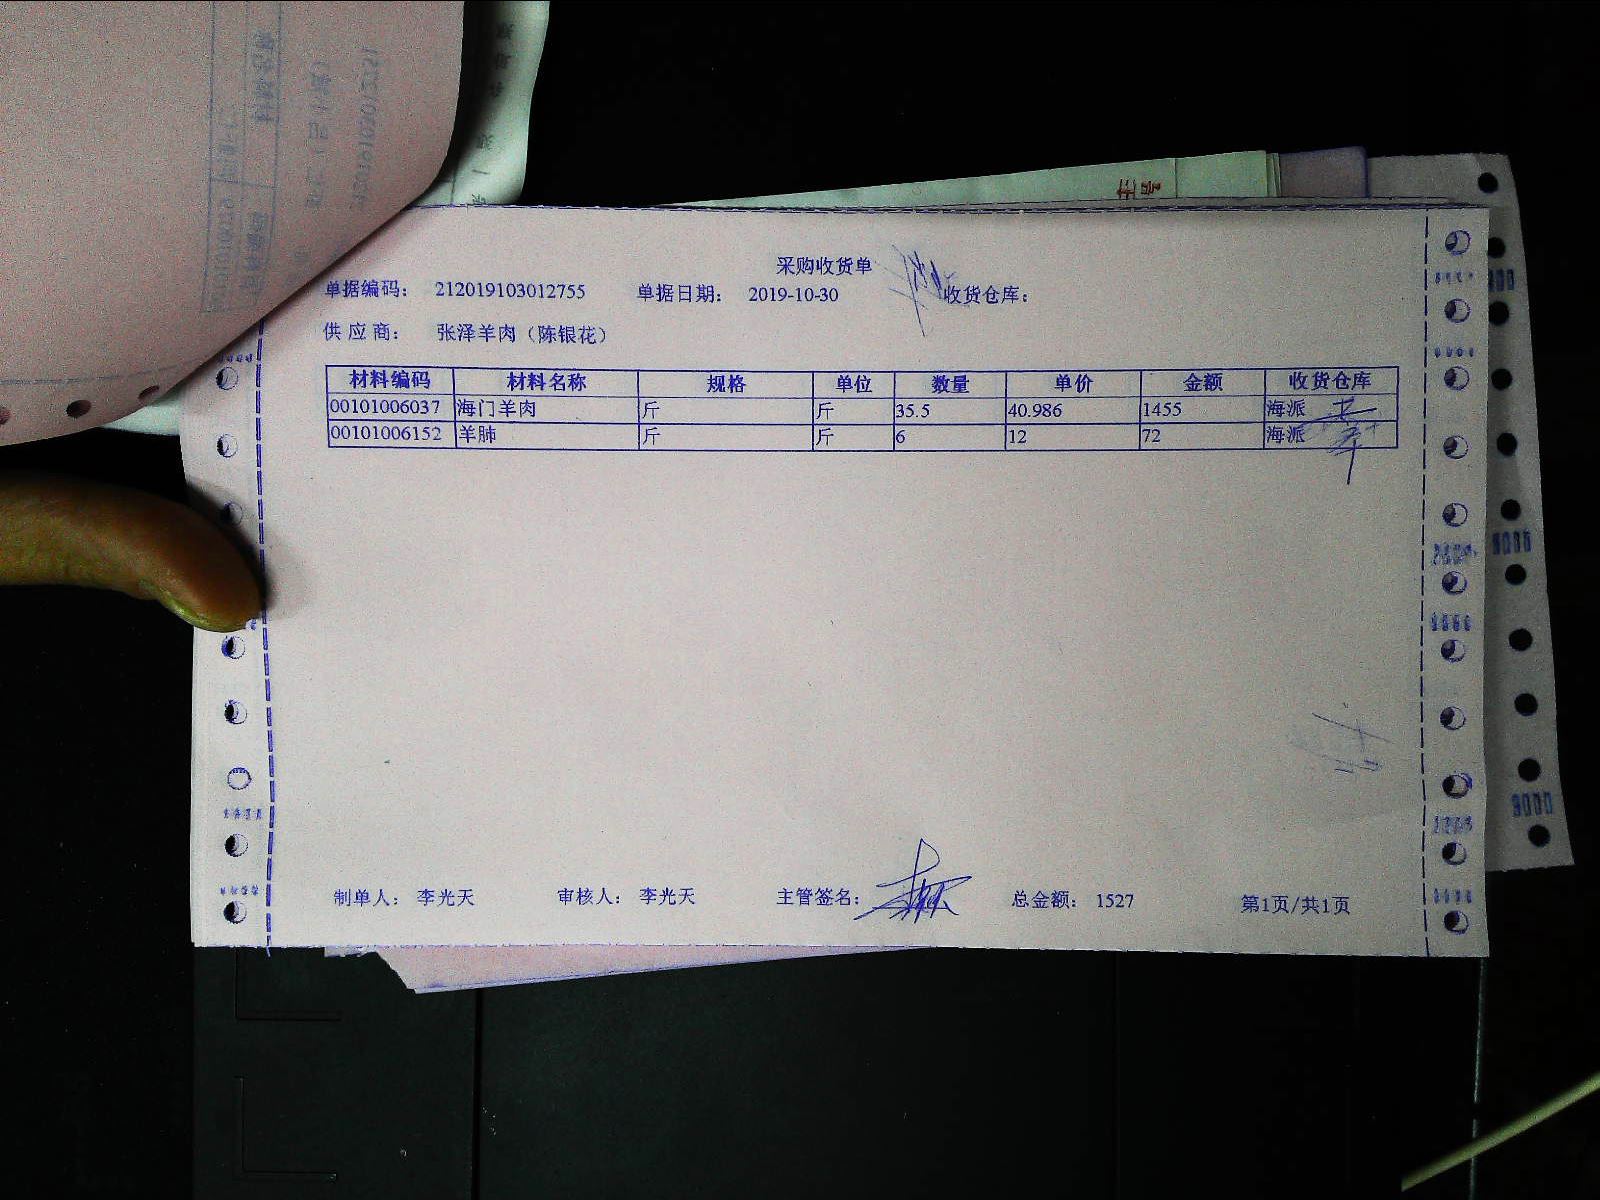 采购收货单
单据编码： 212019103012755 单据日期： 2019-10-30 收货仓库：
供 应 商： 张泽羊肉（陈银花）
材料编码 材料名称 规格 单位 数量 单价 金额 收货仓库
00101006037 海门羊肉 斤 斤 35.5 40.986 1455 海派
00101006152 羊肺 斤 斤 6 12 72 海派
制单人： 李光天 审核人： 李光天 主管签名： 总金额： 1527 第1页/共1页